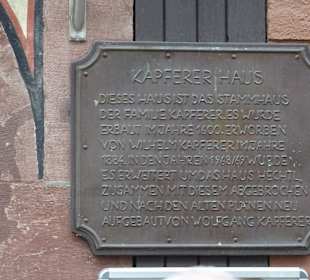 KAPFERER HAUS
DIESES HAUS IST DAS STAMMHAUS
DER FAMILIE KAPFERER. ES WURDE
ERBAUT IM JAHRE 1600. ERWORBEN
VON WILHELM KAPFERER IM JAHRE
1884. IN DEN JAHREN 1968/69 WURDEN
ES ERWEITERT UM DAS HAUS HECHTL
ZUSAMMEN MIT DIESEM ABGEBROCHEN
UND NACH DEN ALTEN PLÄNEN NEU
AUFGEBAUT VON WOLFGANG KAPFERER